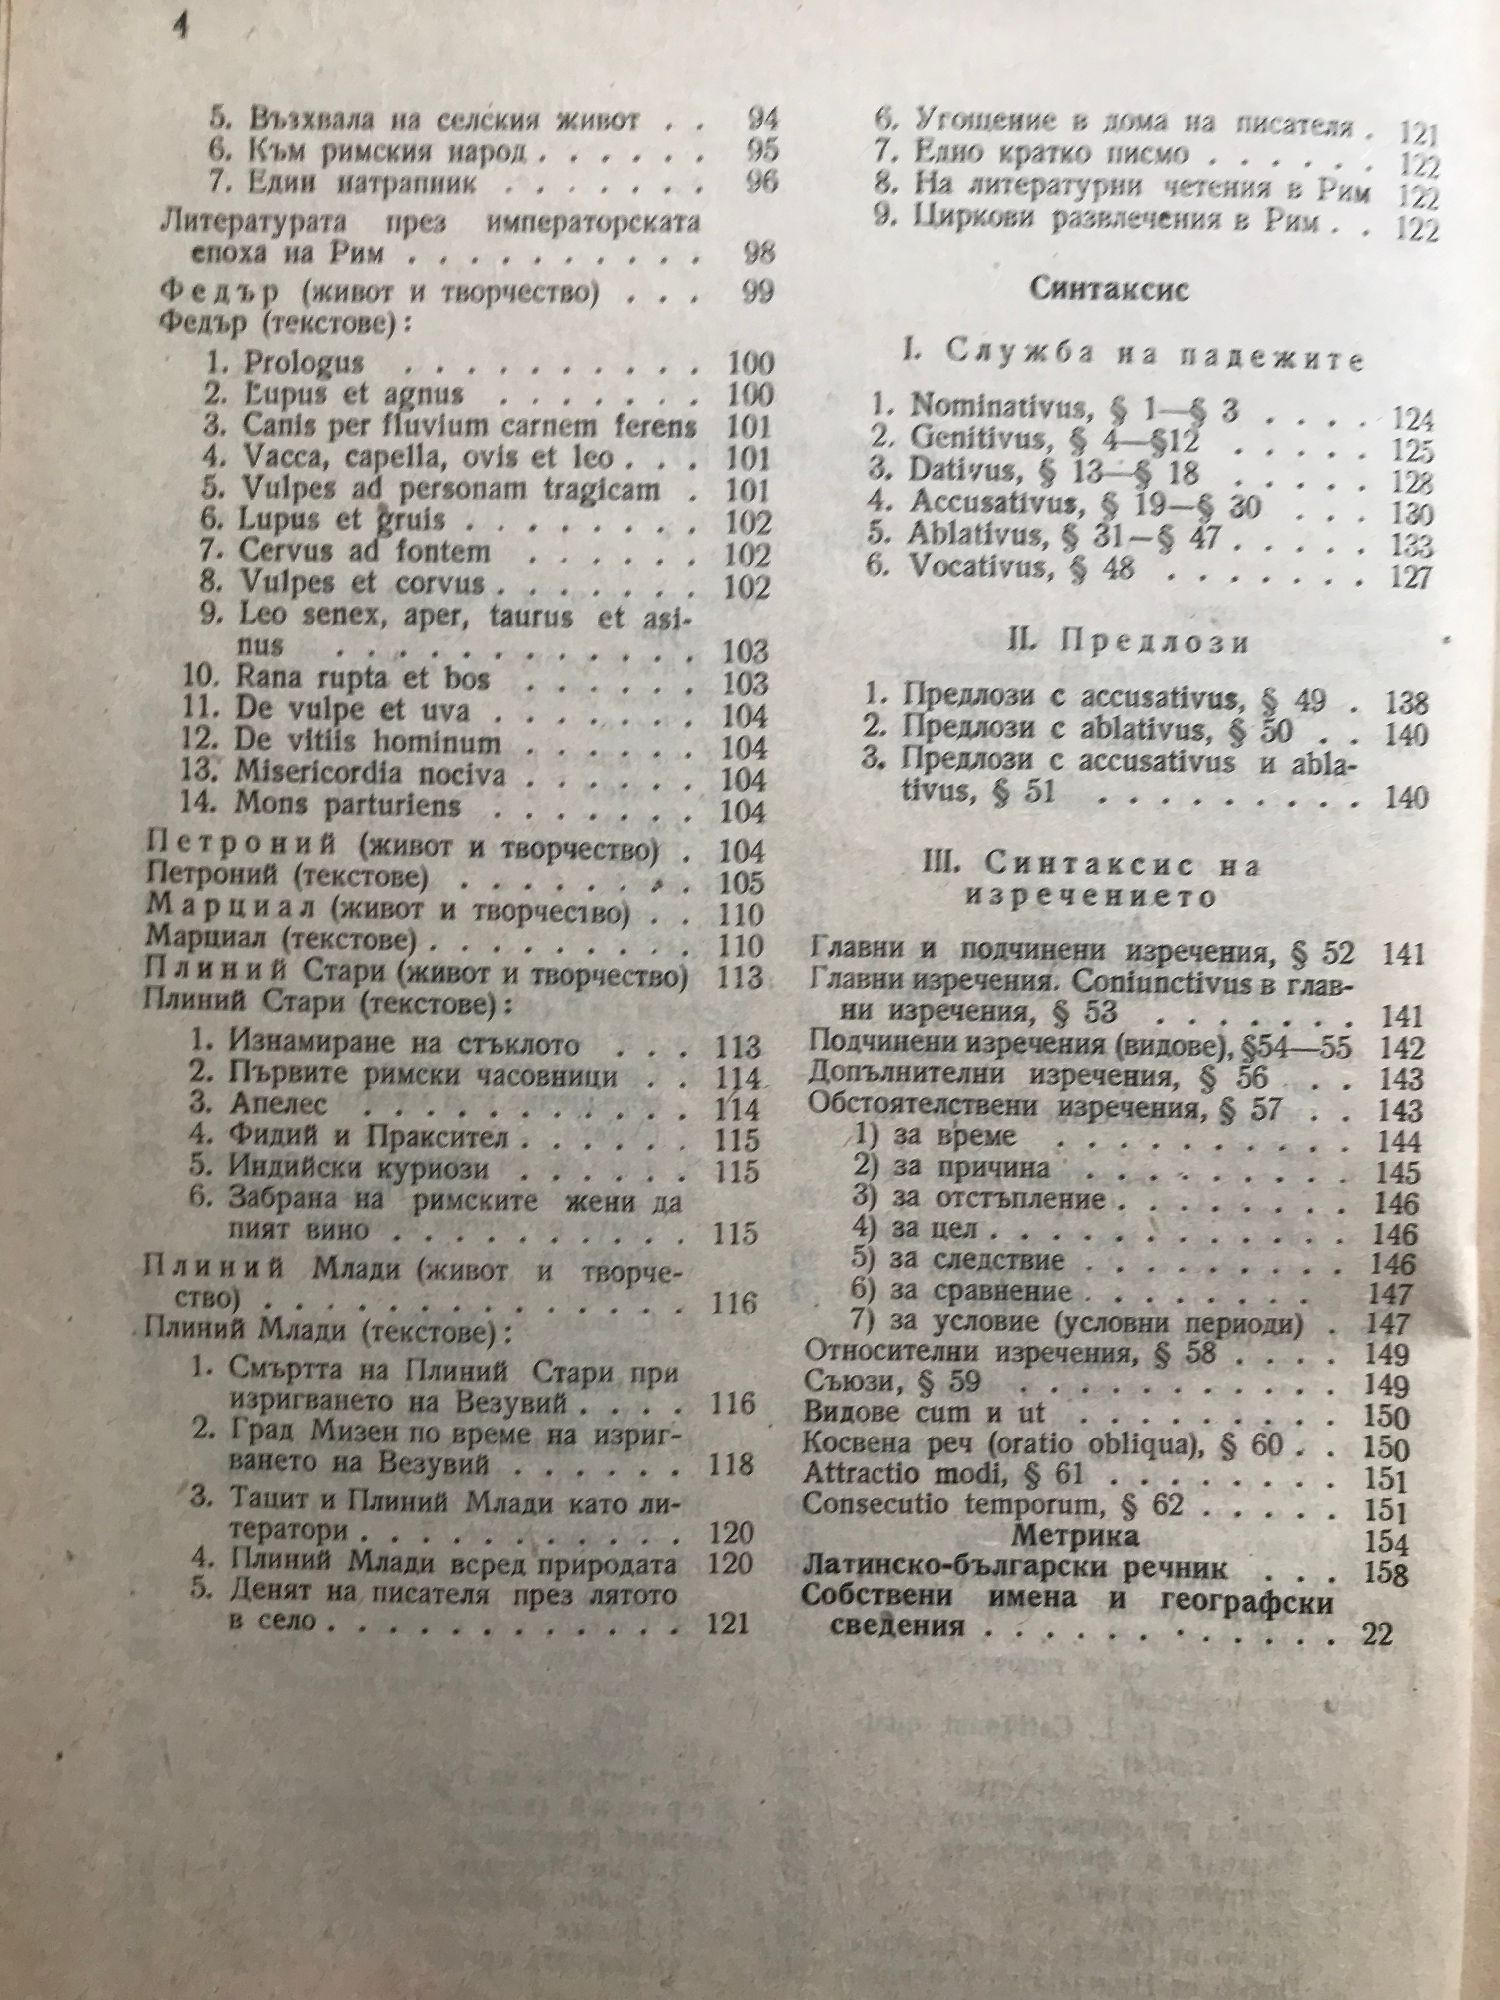 4
5. Възхвала на селския живот . . 94
6. Към римския народ . . . . . . 95
7. Един натрапник . . . . . . . 96
Литературата през императорската
епоха на Рим . . . . . . . . . . 98
Федър (живот и творчество) . . . 99
Федър (текстове):
1. Prologus . . . . . . . . . . 100
2. Lupus et agnus . . . . . . . 100
3. Canis per fluvium carnem ferens 101
4. Vacca, capella, ovis et leo . . . 101
5. Vulpes ad personam tragicam . 101
6. Lupus et gruis . . . . . . . . 102
7. Cervus ad fontem . . . . . . 102
8. Vulpes et corvus . . . . . . . 102
9. Leo senex, aper, taurus et asi-
nus . . . . . . . . . . . . . 103
10. Rana rupta et bos . . . . . . 103
11. De vulpe et uva . . . . . . . 104
12. De vitiis hominum . . . . . . 104
13. Misericordia nociva . . . . . . 104
14. Mons parturiens . . . . . . . 104
Петроний (живот и творчество) . 104
Петроний (текстове) . . . . . . . . 105
Марциал (живот и творчество) . . 110
Марциал (текстове) . . . . . . . . . 110
Плиний Стари (живот и творчество) 113
Плиний Стари (текстове):
1. Изнамиране на стъклото . . . 113
2. Първите римски часовници . . 114
3. Апелес . . . . . . . . . . . 114
4. Фидий и Праксител . . . . . . 115
5. Индийски куриози . . . . . . 115
6. Забрана на римските жени да
пият вино . . . . . . . . . . 115
Плиний Млади (живот и творче-
ство) . . . . . . . . . . . . . . 116
Плиний Млади (текстове):
1. Смъртта на Плиний Стари при
изригването на Везувий . . . . 116
2. Град Мизен по време на изриг-
ването на Везувий . . . . . . 118
3. Тацит и Плиний Млади като ли-
тератори . . . . . . . . . . . 120
4. Плиний Млади всред природата 120
5. Денят на писателя през лятото
в село . . . . . . . . . . . . 121
6. Угощение в дома на писателя . 121
7. Едно кратко писмо . . . . . . 122
8. На литературни четения в Рим 122
9. Циркови развлечения в Рим . . 122
Синтаксис
I. Служба на падежите
1. Nominativus, § 1—§ 3 . . . . 124
2. Genitivus, § 4—§12 . . . . . 125
3. Dativus, § 13—§ 18 . . . . . 128
4. Accusativus, § 19—§ 30 . . . 130
5. Ablativus, § 31—§ 47 . . . . . 133
6. Vocativus, § 48 . . . . . . . 127
II. Предлози
1. Предлози с accusativus, § 49 . 138
2. Предлози с ablativus, § 50 . . 140
3. Предлози с accusativus и abla-
tivus, § 51 . . . . . . . . . 140
III. Синтаксис на
изречението
Главни и подчинени изречения, § 52 141
Главни изречения. Coniunctivus в глав-
ни изречения, § 53 . . . . . . . 141
Подчинени изречения (видове), §54—55 142
Допълнителни изречения, § 56 . . 143
Обстоятелствени изречения, § 57 . . 143
1) за време . . . . . . . . . . 144
2) за причина . . . . . . . . . 145
3) за отстъпление . . . . . . . . 146
4) за цел . . . . . . . . . . . . 146
5) за следствие . . . . . . . . . 146
6) за сравнение . . . . . . . . 147
7) за условие (условни периоди) . 147
Относителни изречения, § 58 . . . . 149
Съюзи, § 59 . . . . . . . . . . . 149
Видове cum и ut . . . . . . . . . 150
Косвена реч (oratio obliqua), § 60 . . 150
Attractio modi, § 61 . . . . . . . . 151
Consecutio temporum, § 62 . . . . . 151
Метрика 154
Латинско-български речник . . . 158
Собствени имена и географски
сведения . . . . . . . . . . . . . 22